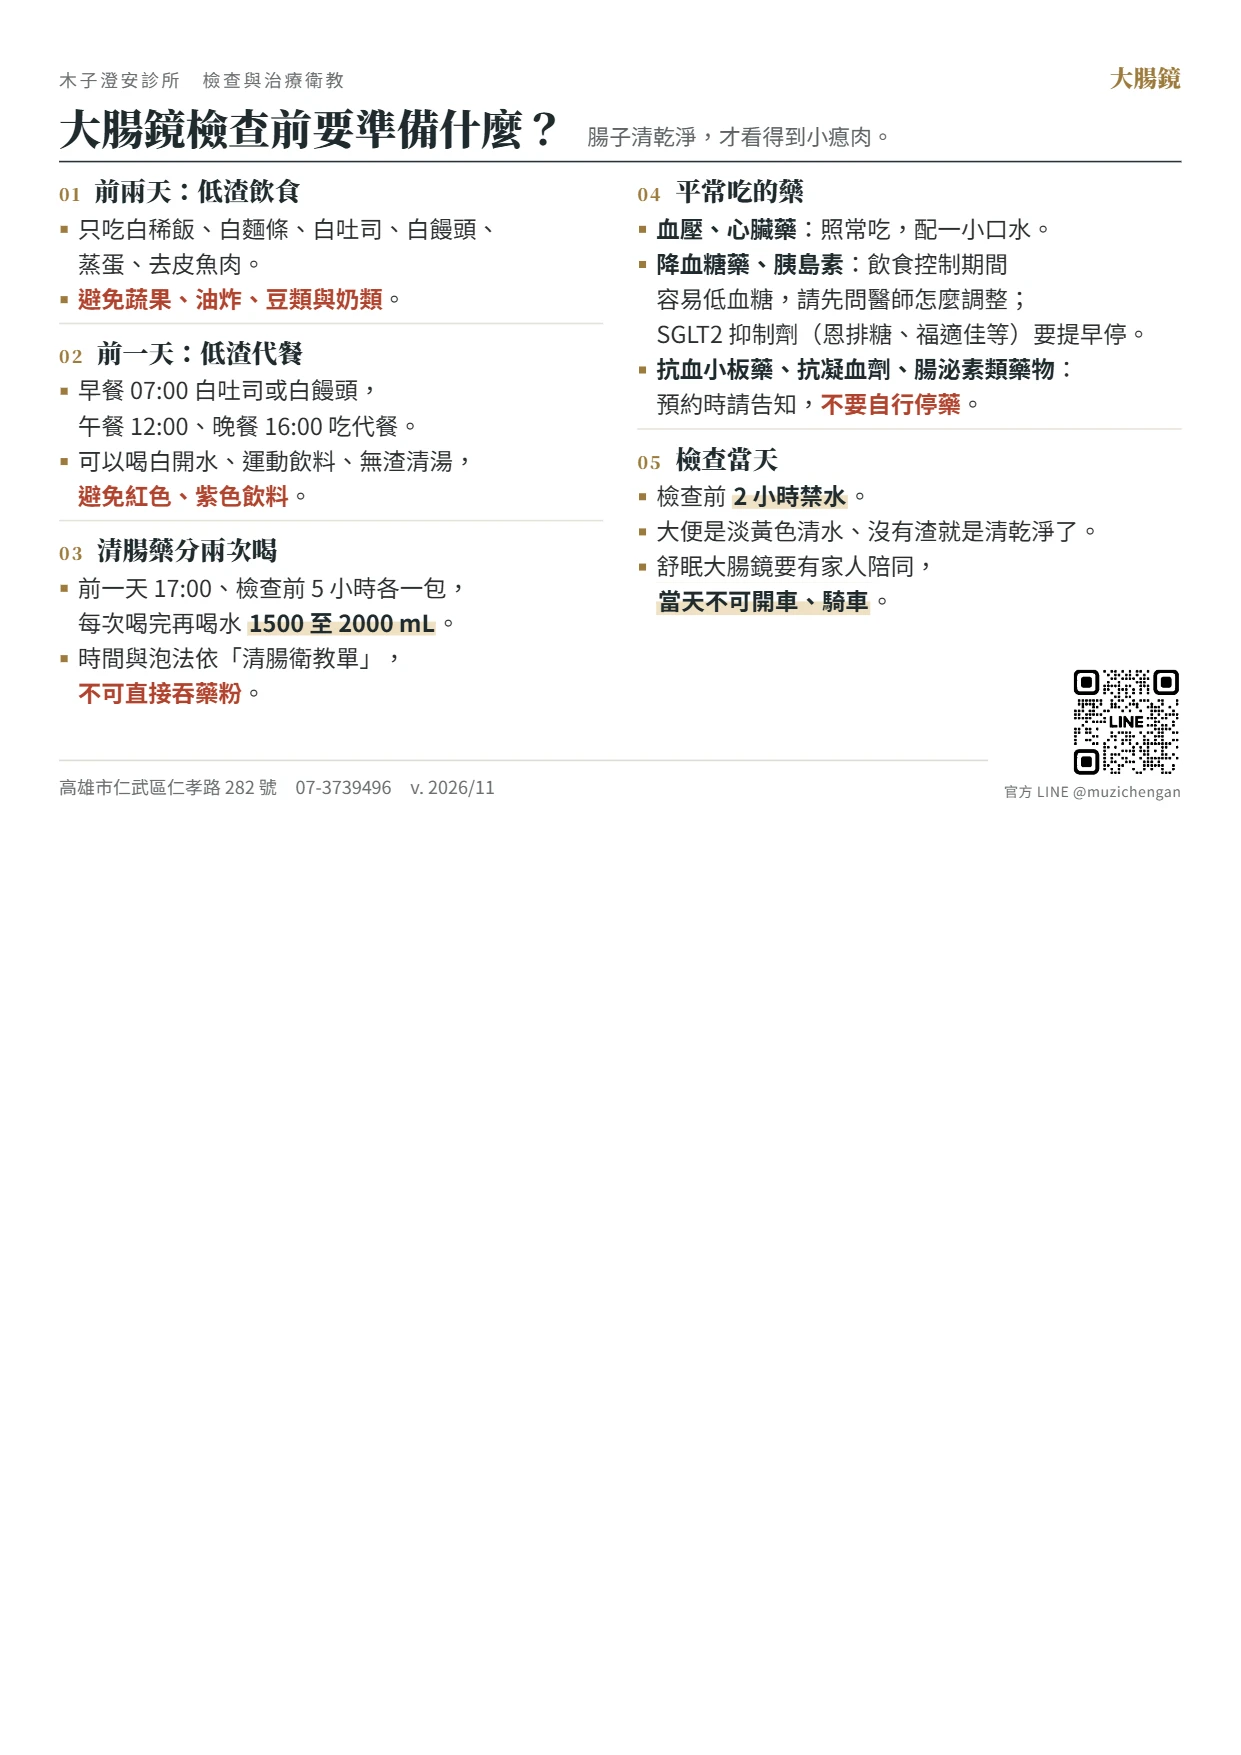 木子澄安診所　檢查與治療衛教
大腸鏡
大腸鏡檢查前要準備什麼？　腸子清乾淨，才看得到小瘜肉。
01 前兩天：低渣飲食
▪ 只吃白稀飯、白麵條、白吐司、白饅頭、
蒸蛋、去皮魚肉。
▪ 避免蔬果、油炸、豆類與奶類。
02 前一天：低渣代餐
▪ 早餐 07:00 白吐司或白饅頭，
午餐 12:00、晚餐 16:00 吃代餐。
▪ 可以喝白開水、運動飲料、無渣清湯，
避免紅色、紫色飲料。
03 清腸藥分兩次喝
▪ 前一天 17:00、檢查前 5 小時各一包，
每次喝完再喝水 1500 至 2000 mL。
▪ 時間與泡法依「清腸衛教單」，
不可直接吞藥粉。
04 平常吃的藥
▪ 血壓、心臟藥：照常吃，配一小口水。
▪ 降血糖藥、胰島素：飲食控制期間
容易低血糖，請先問醫師怎麼調整；
SGLT2 抑制劑（恩排糖、福適佳等）要提早停。
▪ 抗血小板藥、抗凝血劑、腸泌素類藥物：
預約時請告知，不要自行停藥。
05 檢查當天
▪ 檢查前 2 小時禁水。
▪ 大便是淡黃色清水、沒有渣就是清乾淨了。
▪ 舒眠大腸鏡要有家人陪同，
當天不可開車、騎車。
LINE
高雄市仁武區仁孝路 282 號　07-3739496　v. 2026/11
官方 LINE @muzichengan